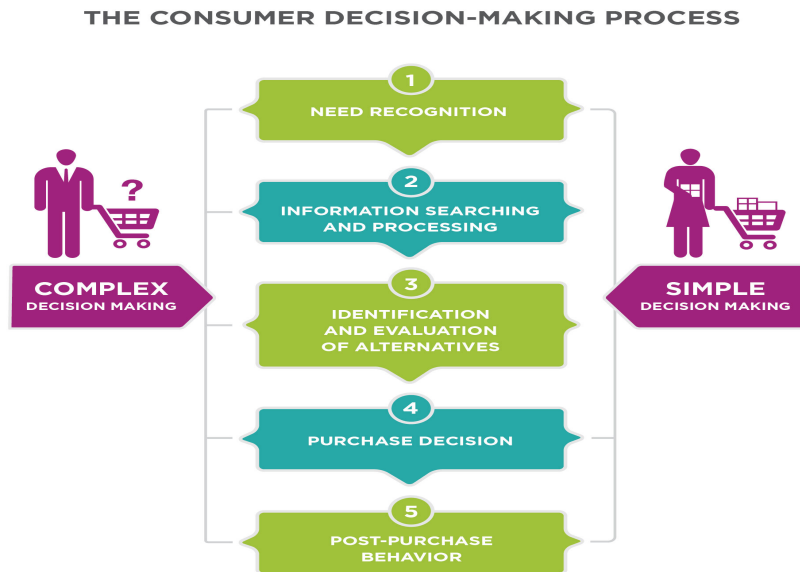 THE CONSUMER DECISION-MAKING PROCESS
1
NEED RECOGNITION
2
INFORMATION SEARCHING
AND PROCESSING
?
COMPLEX
DECISION MAKING
SIMPLE
DECISION MAKING
3
IDENTIFICATION
AND EVALUATION
OF ALTERNATIVES
4
PURCHASE DECISION
5
POST-PURCHASE
BEHAVIOR